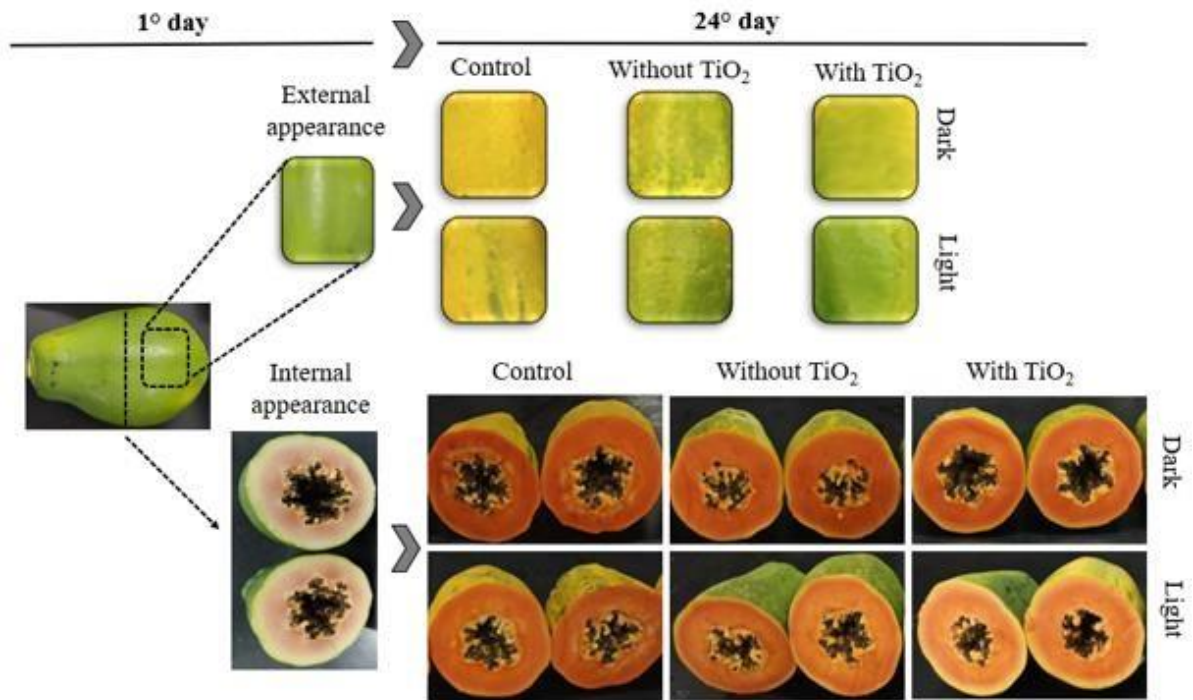 1° day
24° day
External
appearance
Control
Without TiO₂
With TiO₂
Dark
Light
Internal
appearance
Control
Without TiO₂
With TiO₂
Dark
Light